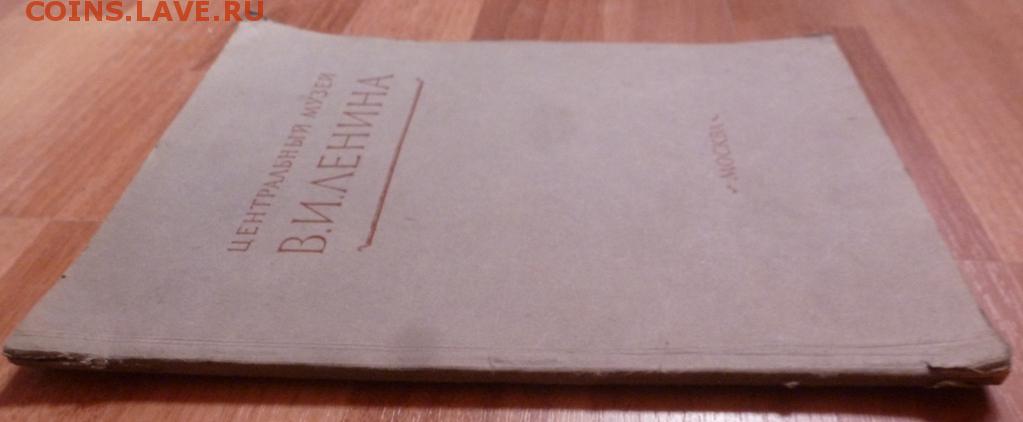 COINS.LAVE.RU
ЦЕНТРАЛЬНЫЙ МУЗЕЙ
В.И.ЛЕНИНА
МОСКВА